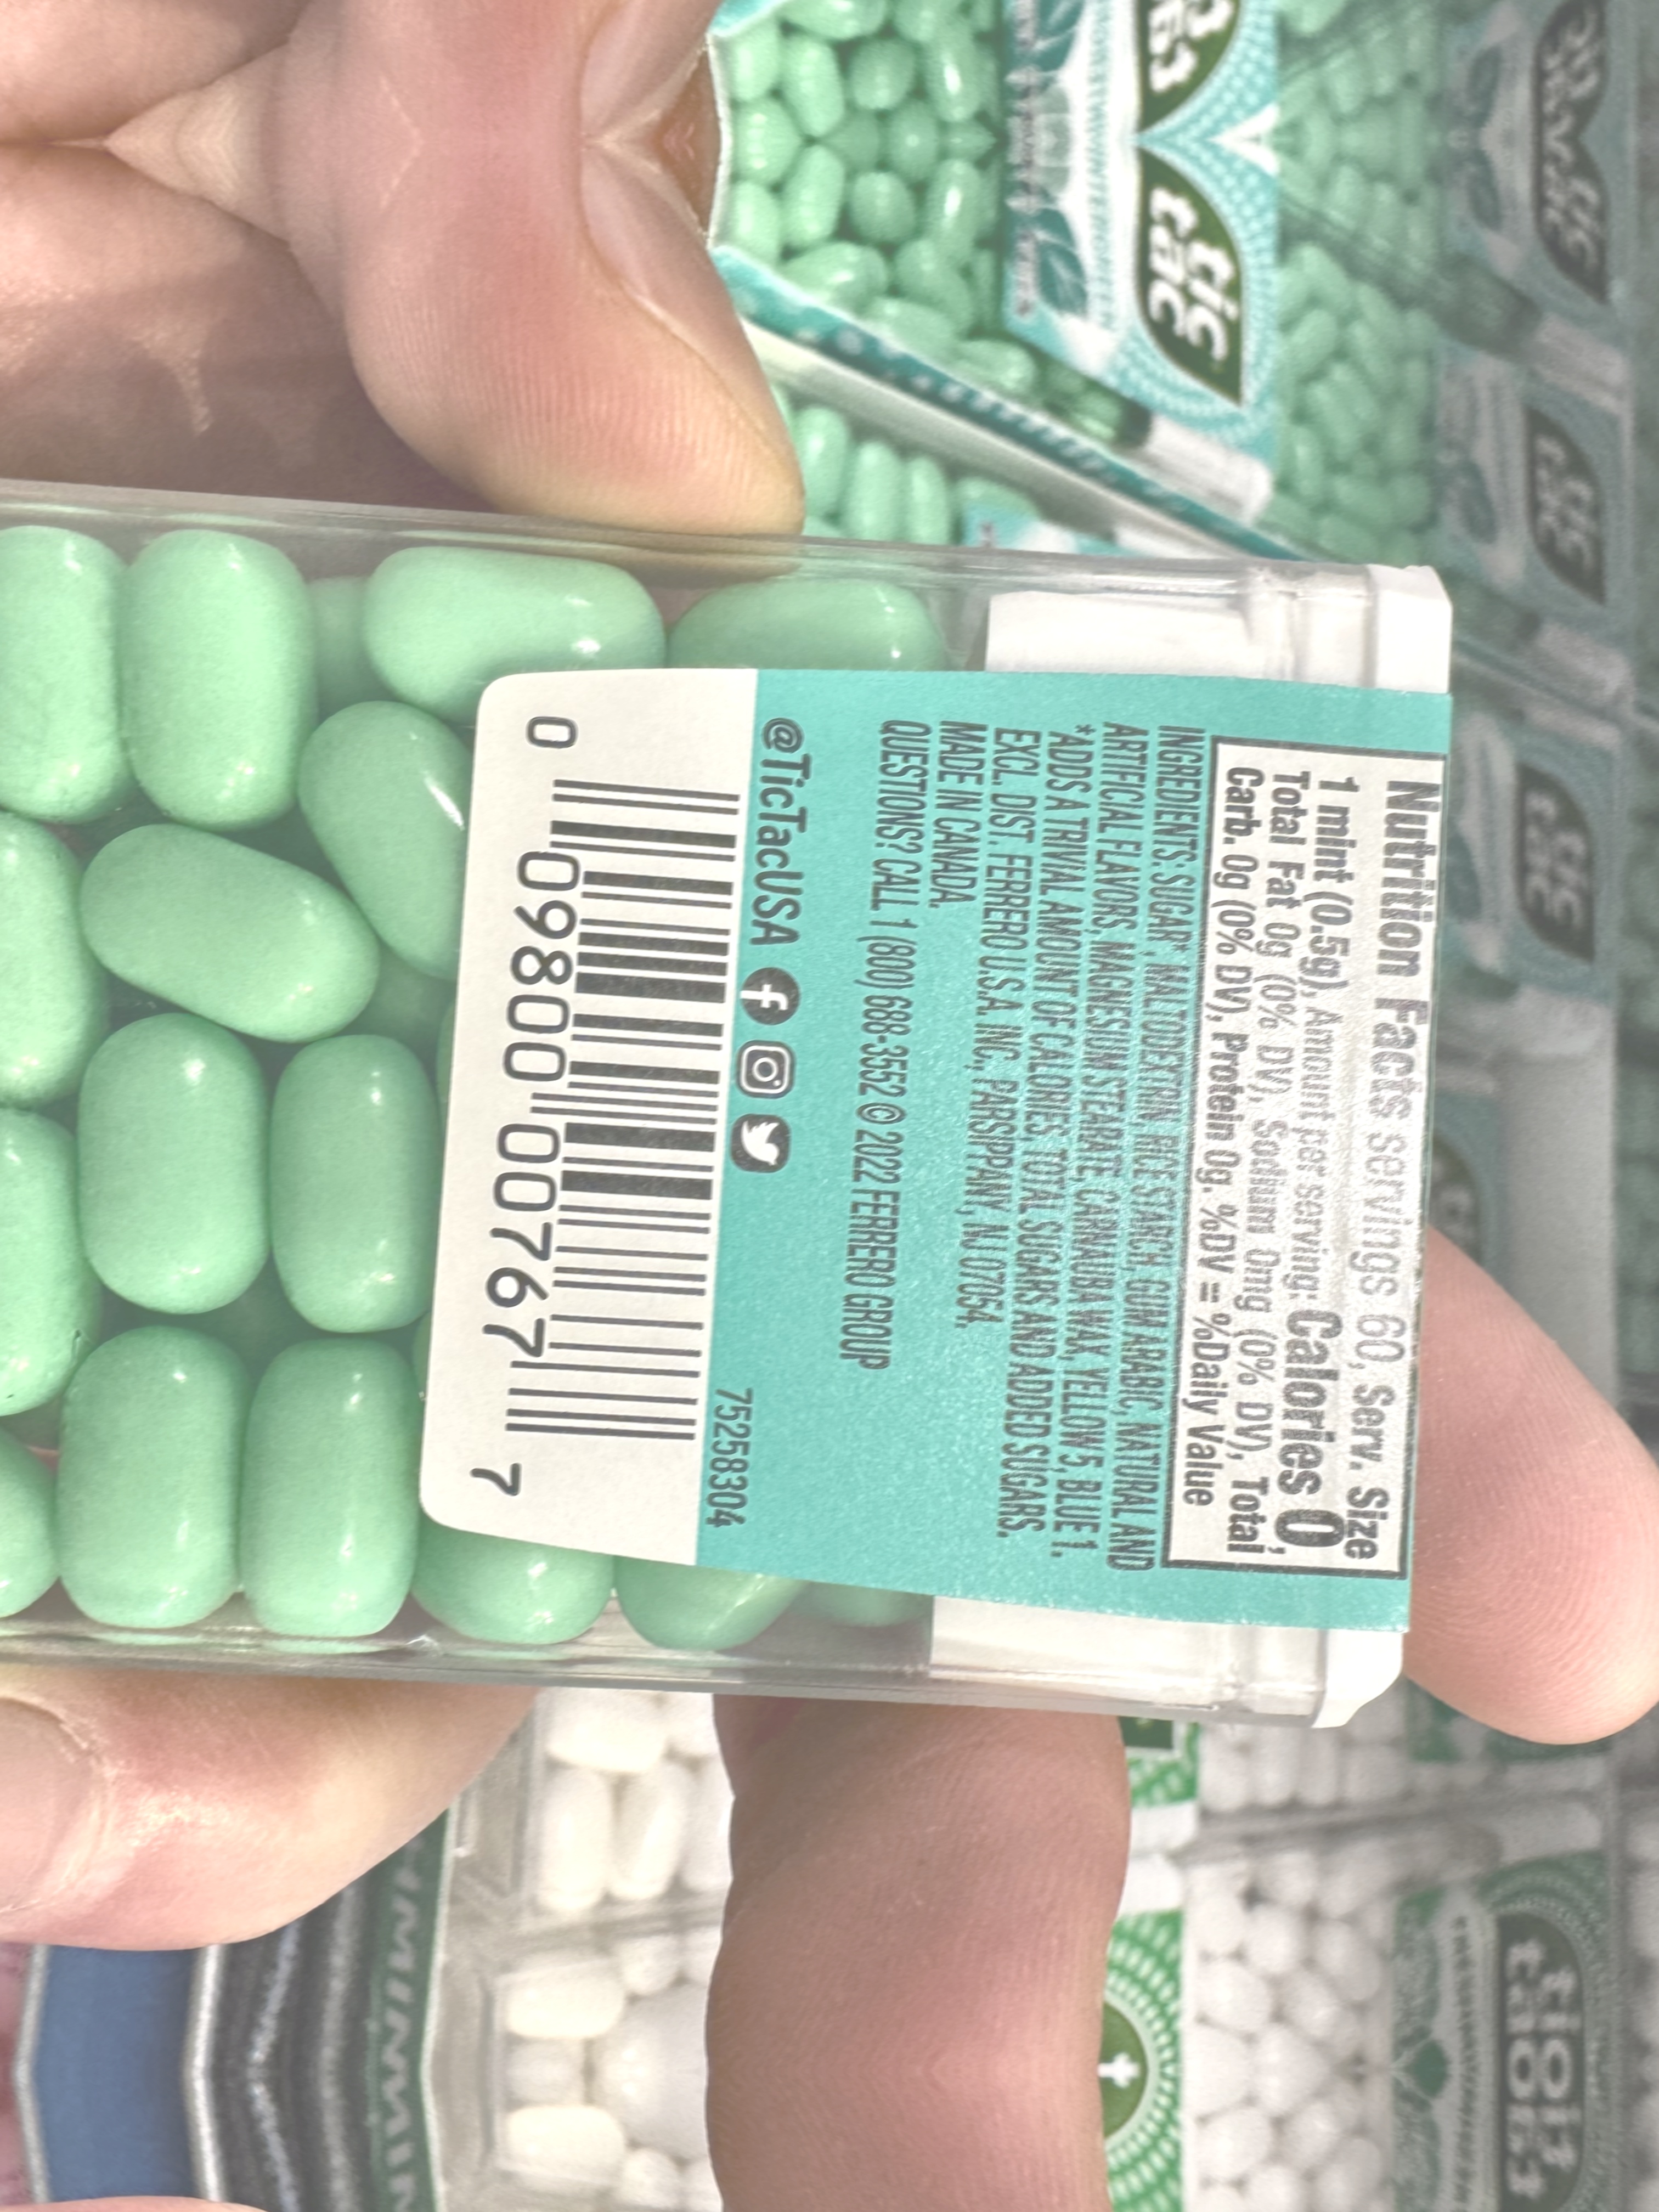 Nutrition Facts servings 60, Serv. Size
1 mint (0.5g), Amount per serving: Calories 0,
Total Fat 0g (0% DV), Sodium 0mg (0% DV), Total
Carb. 0g (0% DV), Protein 0g. %DV = %Daily Value
INGREDIENTS: SUGAR*, MALTODEXTRIN, RICE STARCH, GUM ARABIC, NATURAL AND
ARTIFICIAL FLAVORS, MAGNESIUM STEARATE, CARNAUBA WAX, YELLOW 5, BLUE 1.
*ADDS A TRIVIAL AMOUNT OF CALORIES, TOTAL SUGARS AND ADDED SUGARS.
EXCL. DIST. FERRERO U.S.A. INC., PARSIPPANY, NJ 07054.
MADE IN CANADA.
QUESTIONS? CALL 1 (800) 688-3552 © 2022 FERRERO GROUP
@TicTacUSA
75258304
0 09800 00767 7
tic
tac
tic
tac